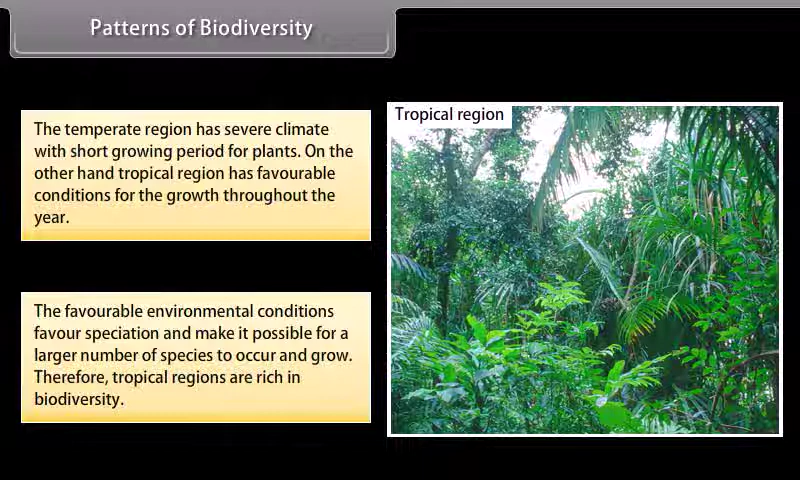 Patterns of Biodiversity
The temperate region has severe climate
with short growing period for plants. On the
other hand tropical region has favourable
conditions for the growth throughout the
year.
The favourable environmental conditions
favour speciation and make it possible for a
larger number of species to occur and grow.
Therefore, tropical regions are rich in
biodiversity.
Tropical region